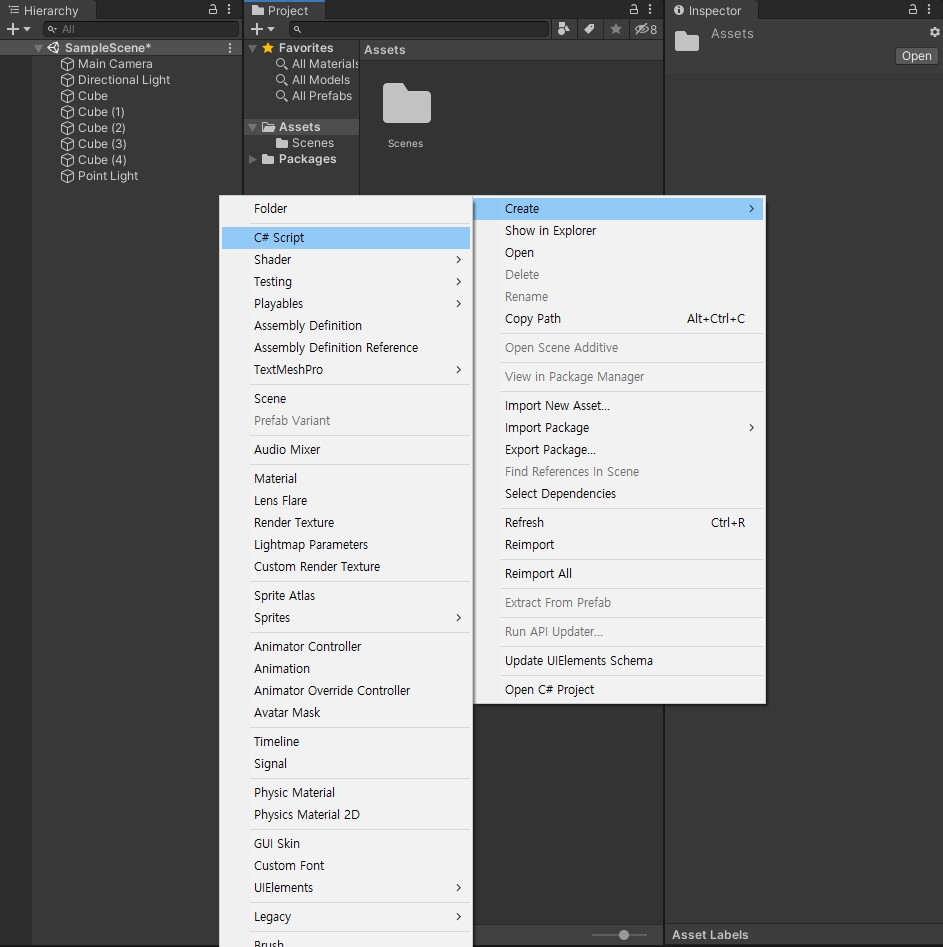 Hierarchy
All
SampleScene*
Main Camera
Directional Light
Cube
Cube (1)
Cube (2)
Cube (3)
Cube (4)
Point Light
Project
8
Favorites
All Materials
All Models
All Prefabs
Assets
Scenes
Packages
Assets
Scenes
Inspector
Assets
Open
Folder
C# Script
Shader
Testing
Playables
Assembly Definition
Assembly Definition Reference
TextMeshPro
Scene
Prefab Variant
Audio Mixer
Material
Lens Flare
Render Texture
Lightmap Parameters
Custom Render Texture
Sprite Atlas
Sprites
Animator Controller
Animation
Animator Override Controller
Avatar Mask
Timeline
Signal
Physic Material
Physics Material 2D
GUI Skin
Custom Font
UIElements
Legacy
Brush
Create
Show in Explorer
Open
Delete
Rename
Copy Path Alt+Ctrl+C
Open Scene Additive
View in Package Manager
Import New Asset...
Import Package
Export Package...
Find References In Scene
Select Dependencies
Refresh Ctrl+R
Reimport
Reimport All
Extract From Prefab
Run API Updater...
Update UIElements Schema
Open C# Project
Asset Labels